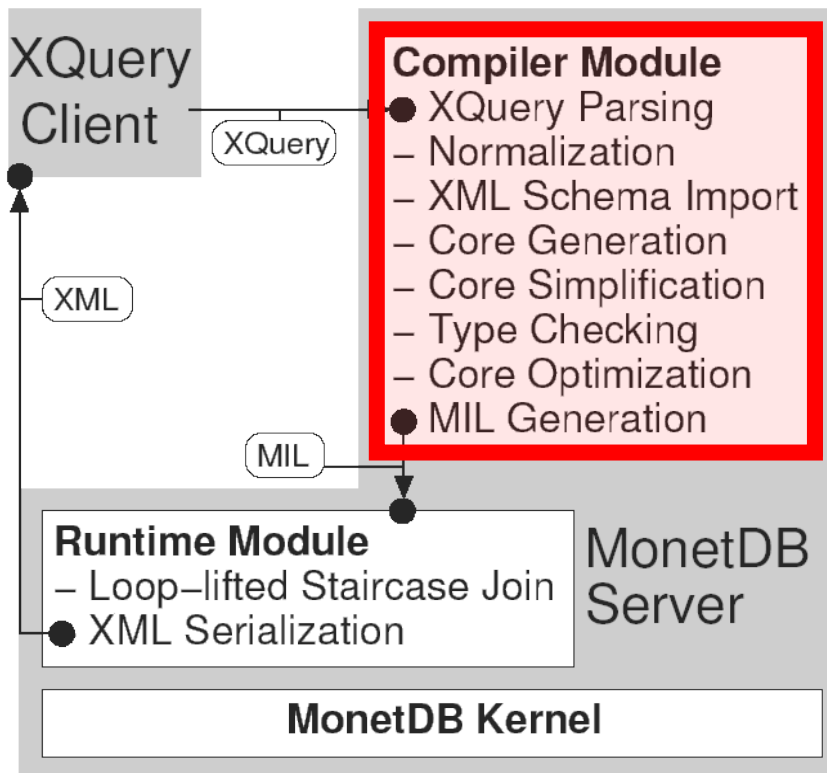 XQuery
Client
XQuery
Compiler Module
XQuery Parsing
– Normalization
– XML Schema Import
– Core Generation
– Core Simplification
– Type Checking
– Core Optimization
MIL Generation
XML
MIL
Runtime Module
– Loop–lifted Staircase Join
XML Serialization
MonetDB
Server
MonetDB Kernel